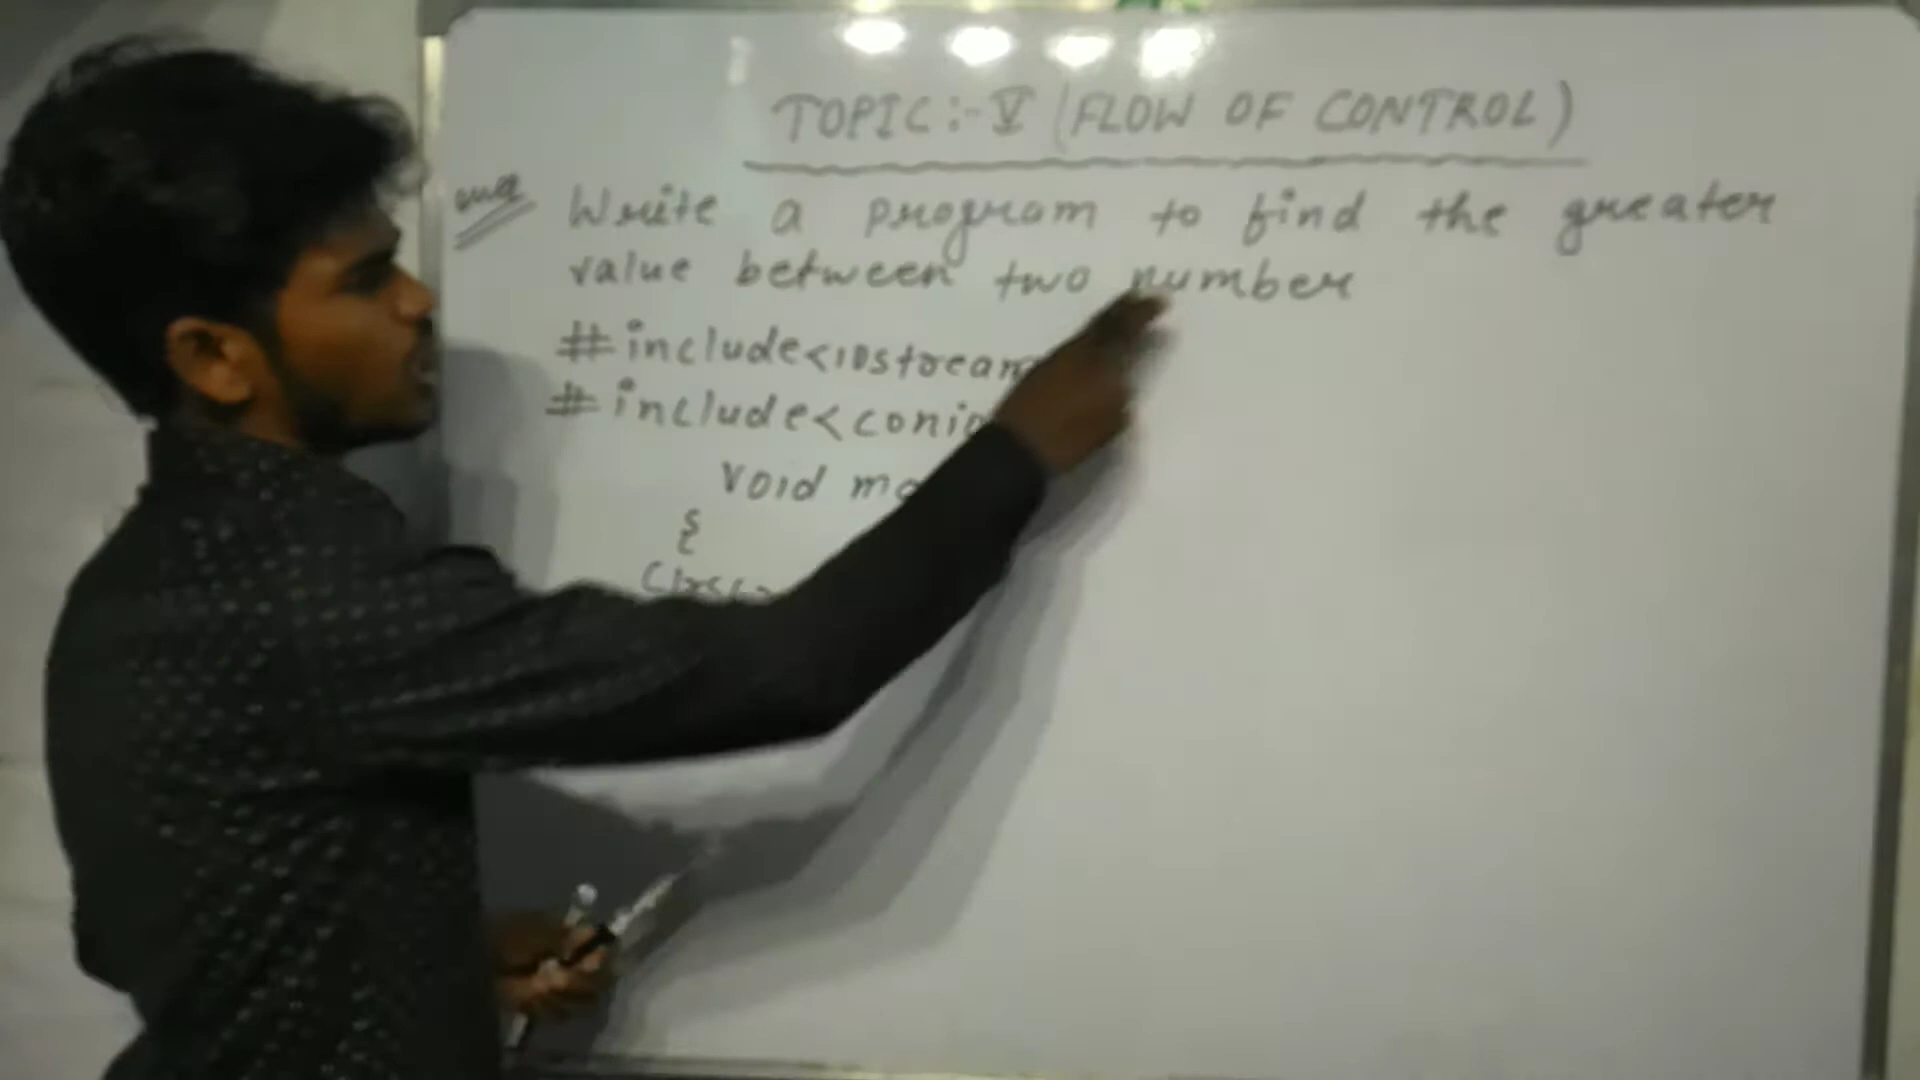 TOPIC:- V (FLOW OF CONTROL)
Write a program to find the greater
value between two number
#include<iostream
#include<conio
void ma
{